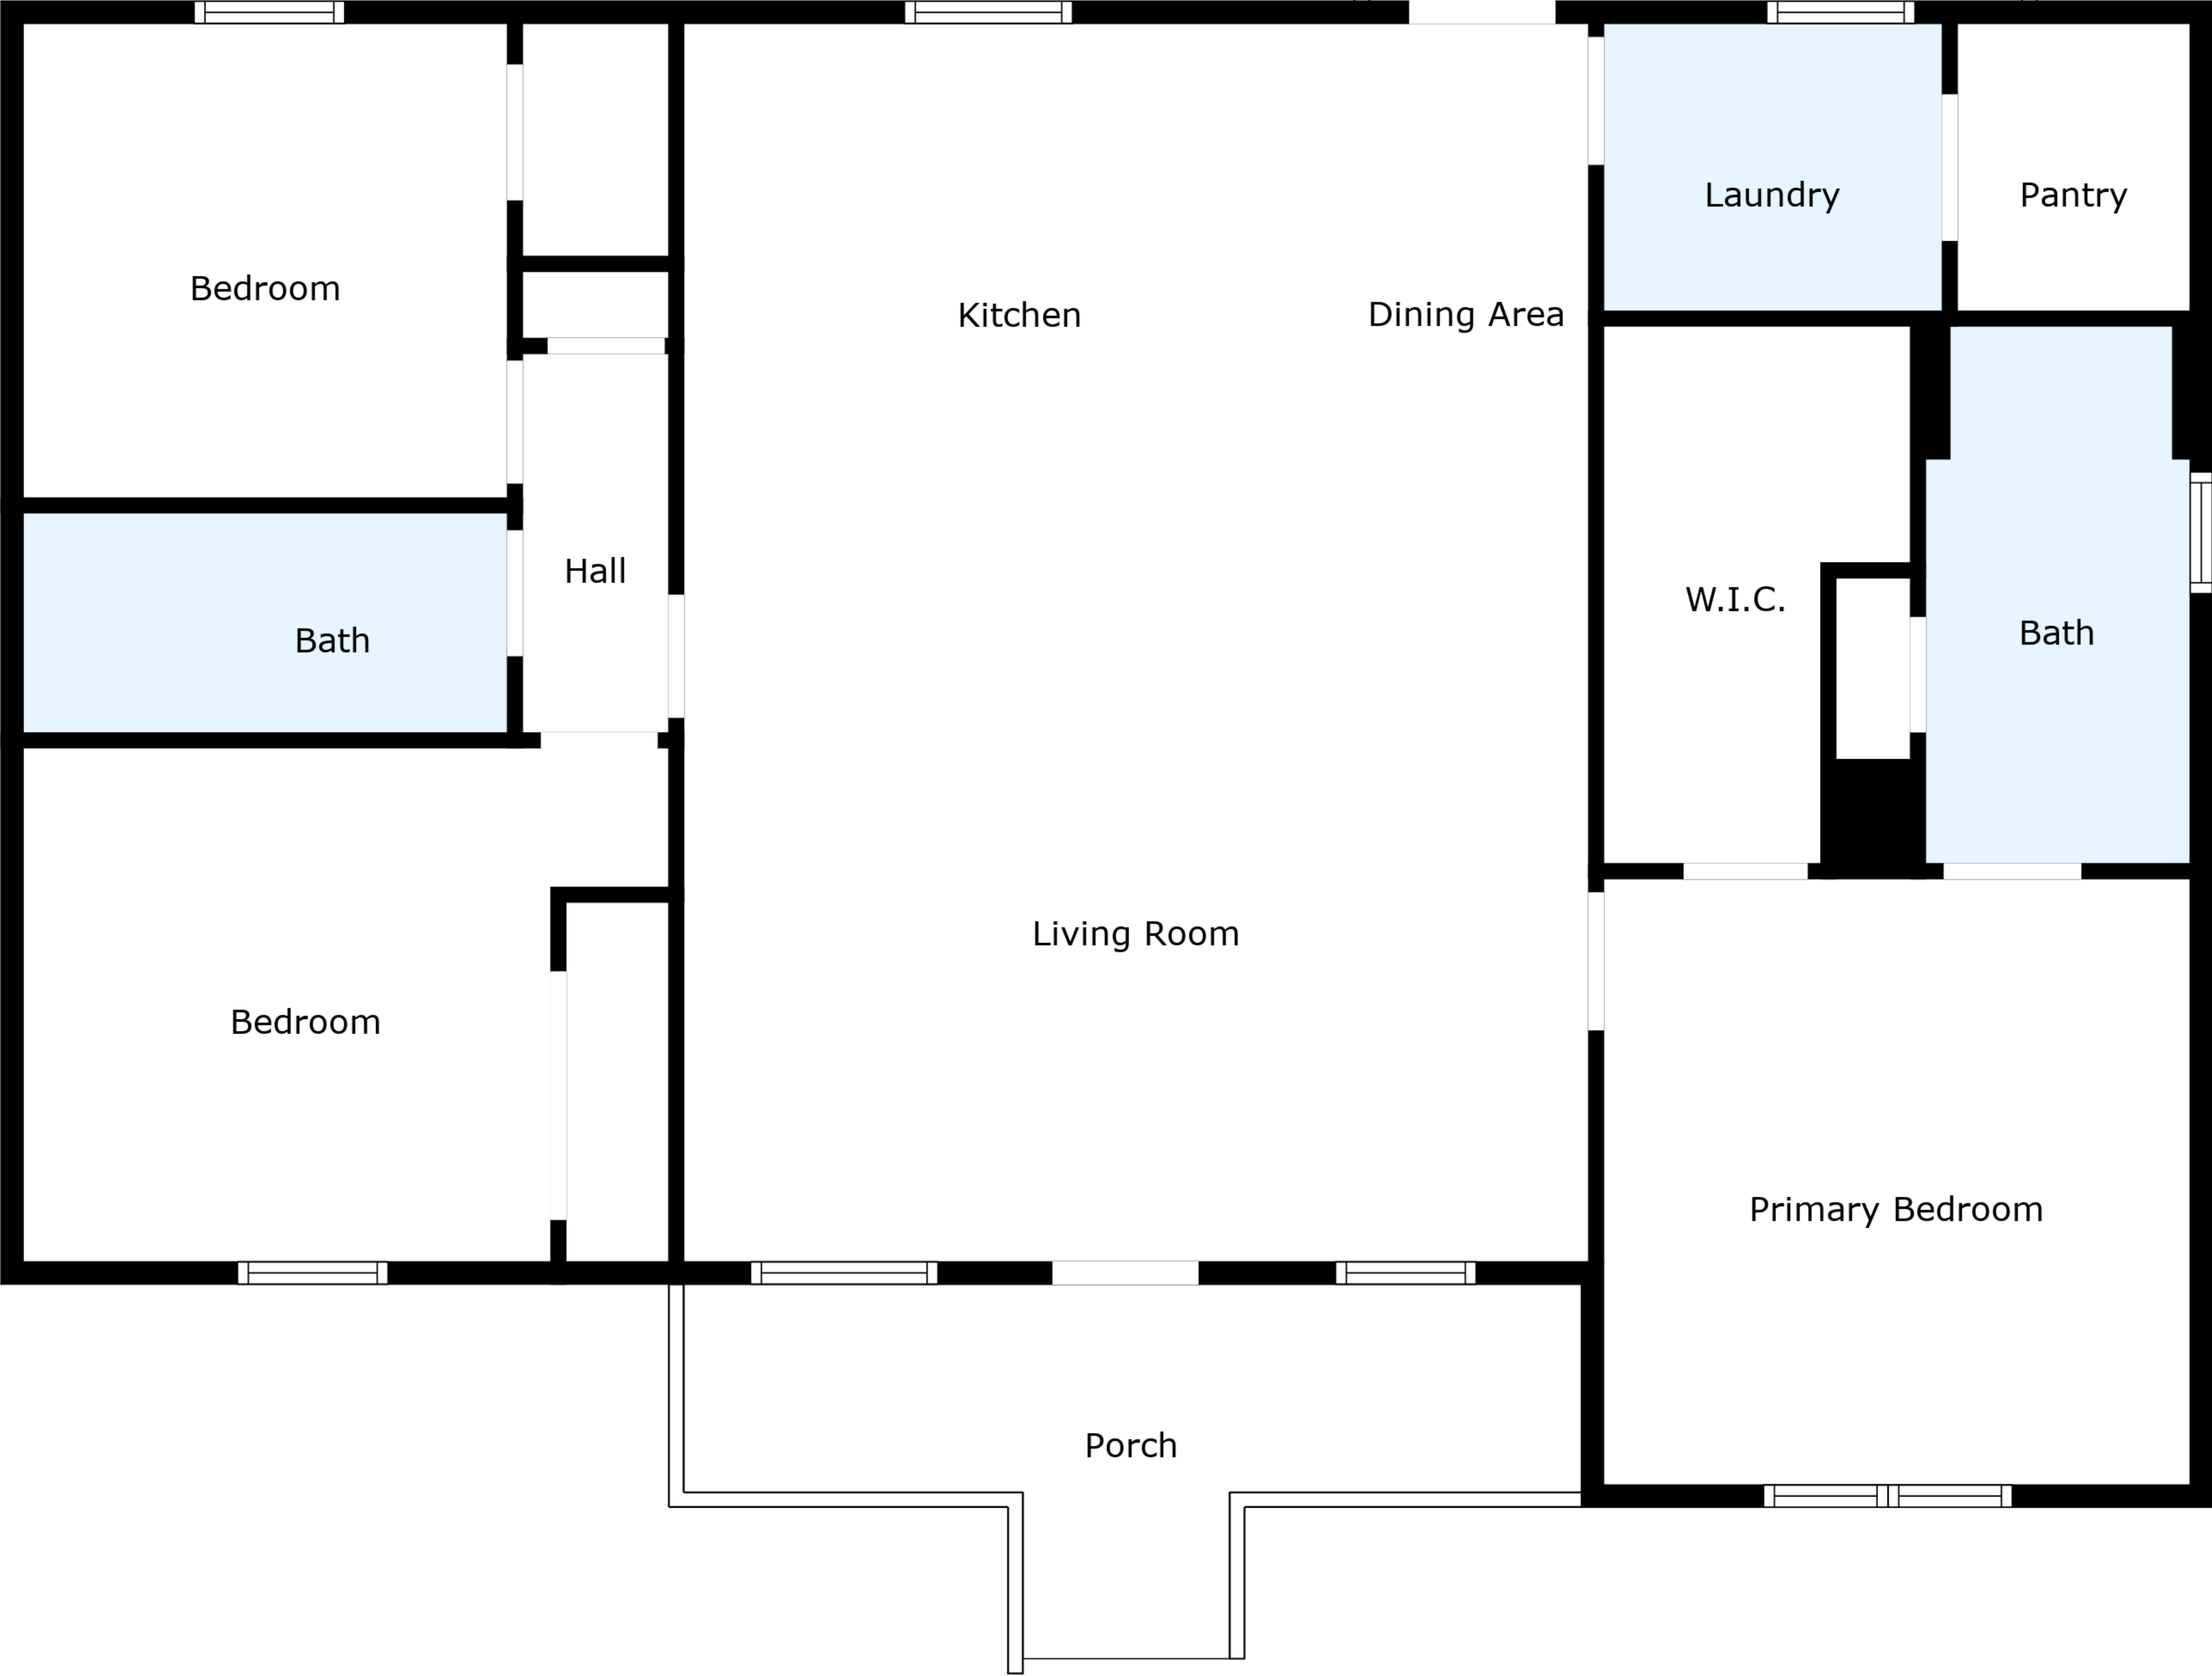 Laundry
Pantry
Bedroom
Kitchen
Dining Area
Hall
W.I.C.
Bath
Bath
Living Room
Bedroom
Primary Bedroom
Porch